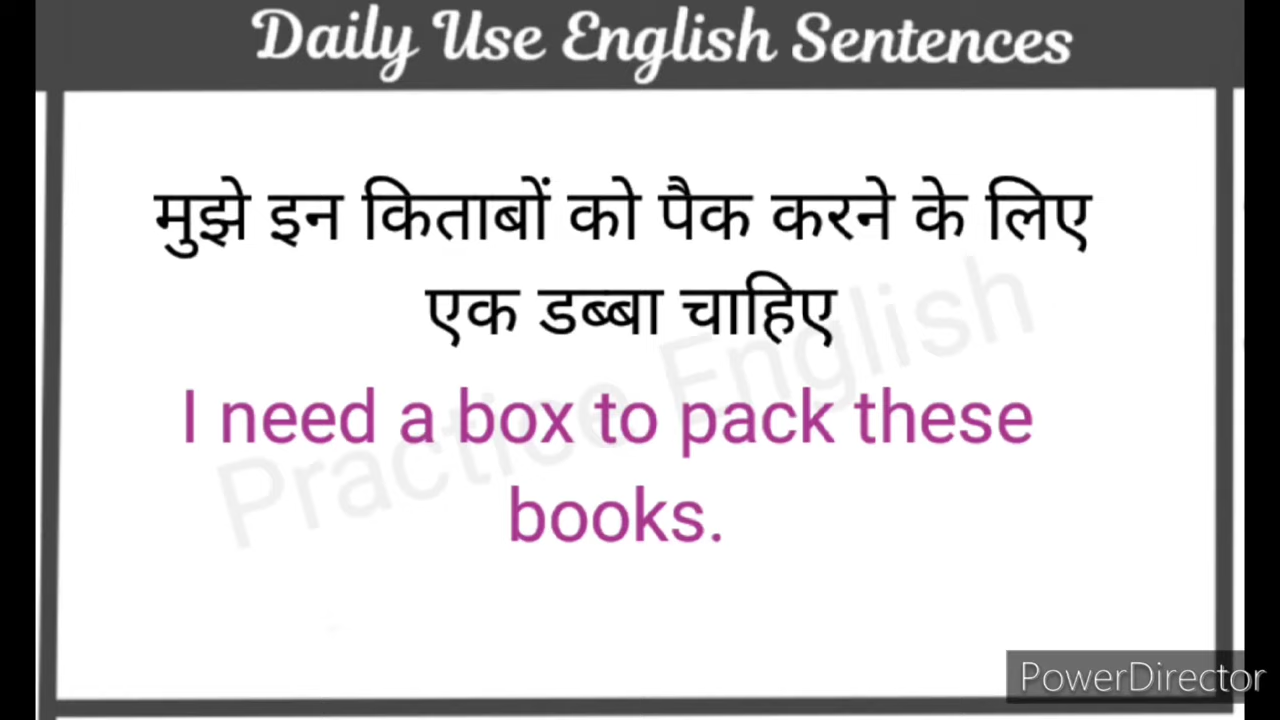 Daily Use English Sentences
मुझे इन किताबों को पैक करने के लिए
एक डब्बा चाहिए
I need a box to pack these
books.
Practice English
PowerDirector